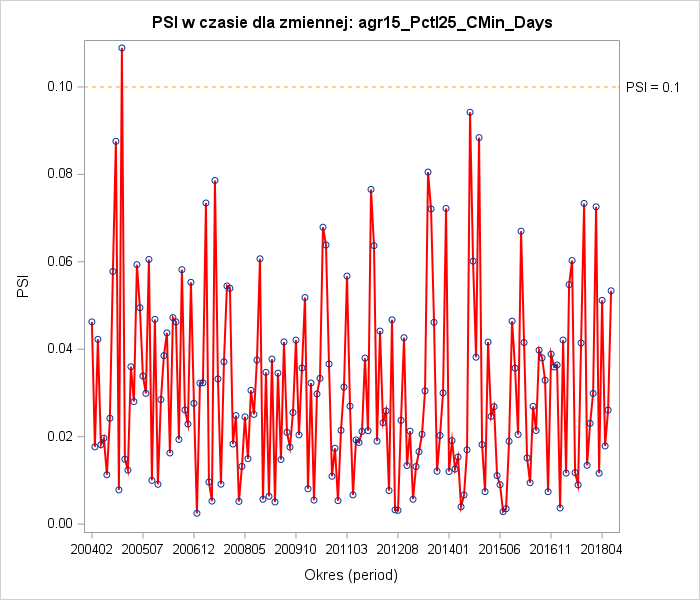 PSI w czasie dla zmiennej: agr15_Pctl25_CMin_Days
0.10
PSI = 0.1
0.08
0.06
PSI
0.04
0.02
0.00
200402 200507 200612 200805 200910 201103 201208 201401 201506 201611 201804
Okres (period)